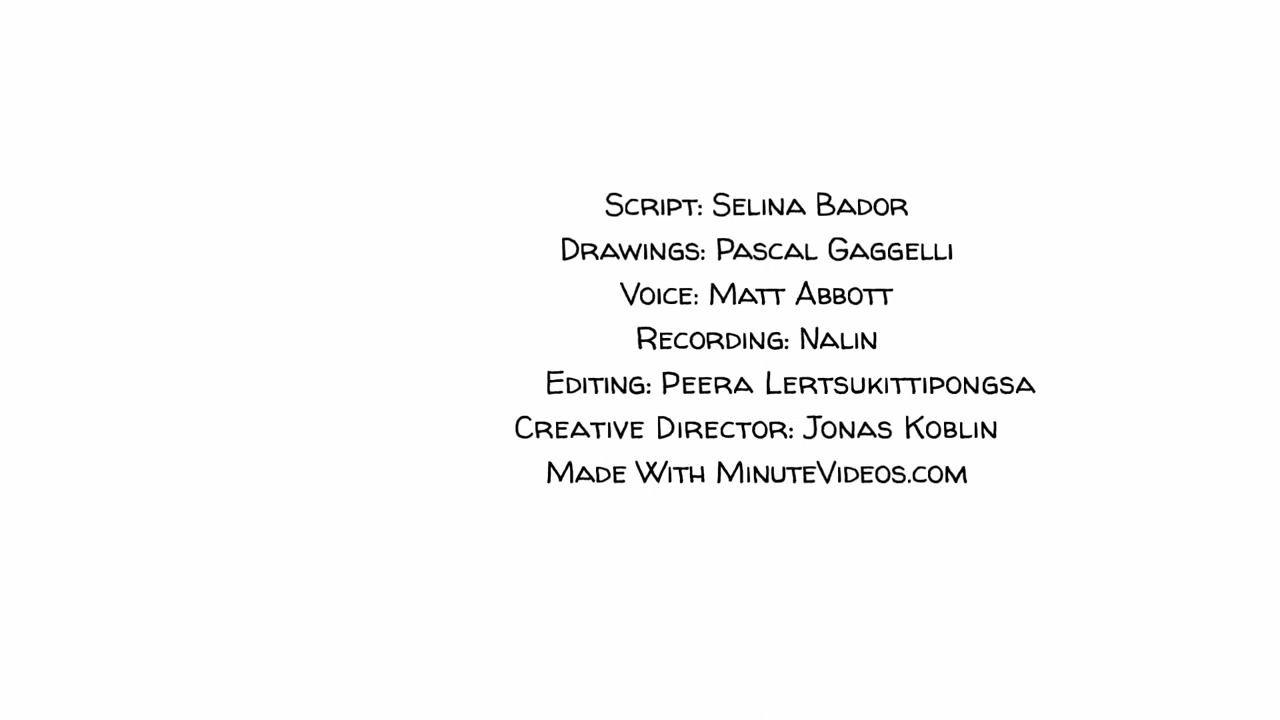 Script: Selina Bador
Drawings: Pascal Gaggelli
Voice: Matt Abbott
Recording: Nalin
Editing: Peera Lertsukittipongsa
Creative Director: Jonas Koblin
Made With MinuteVideos.com